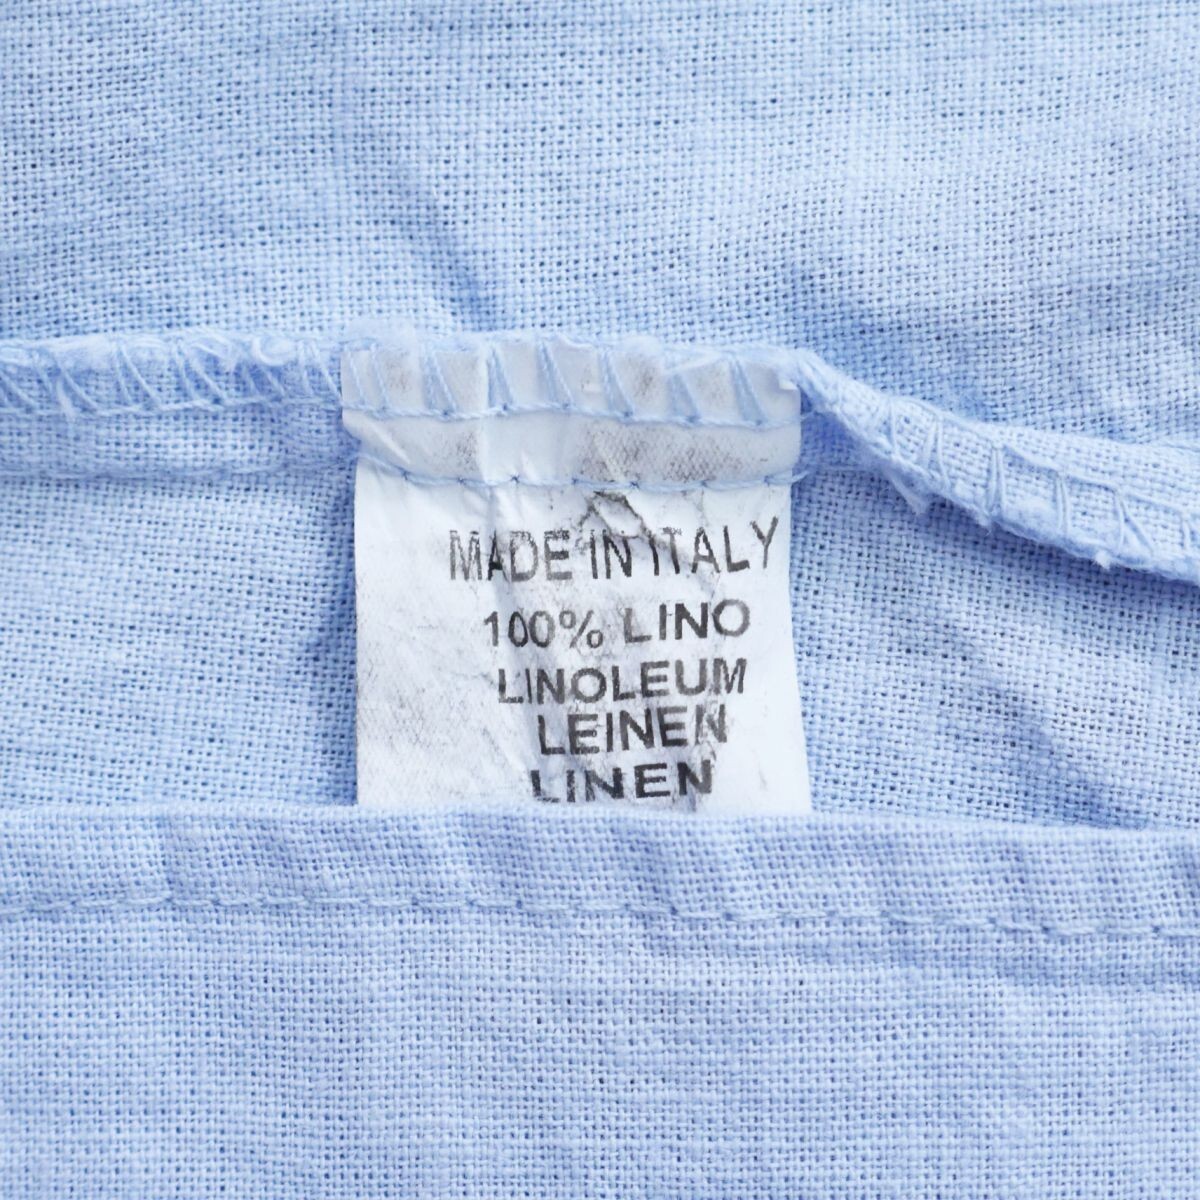 MADE IN ITALY
100% LINO
LINOLEUM
LEINEN
LINEN